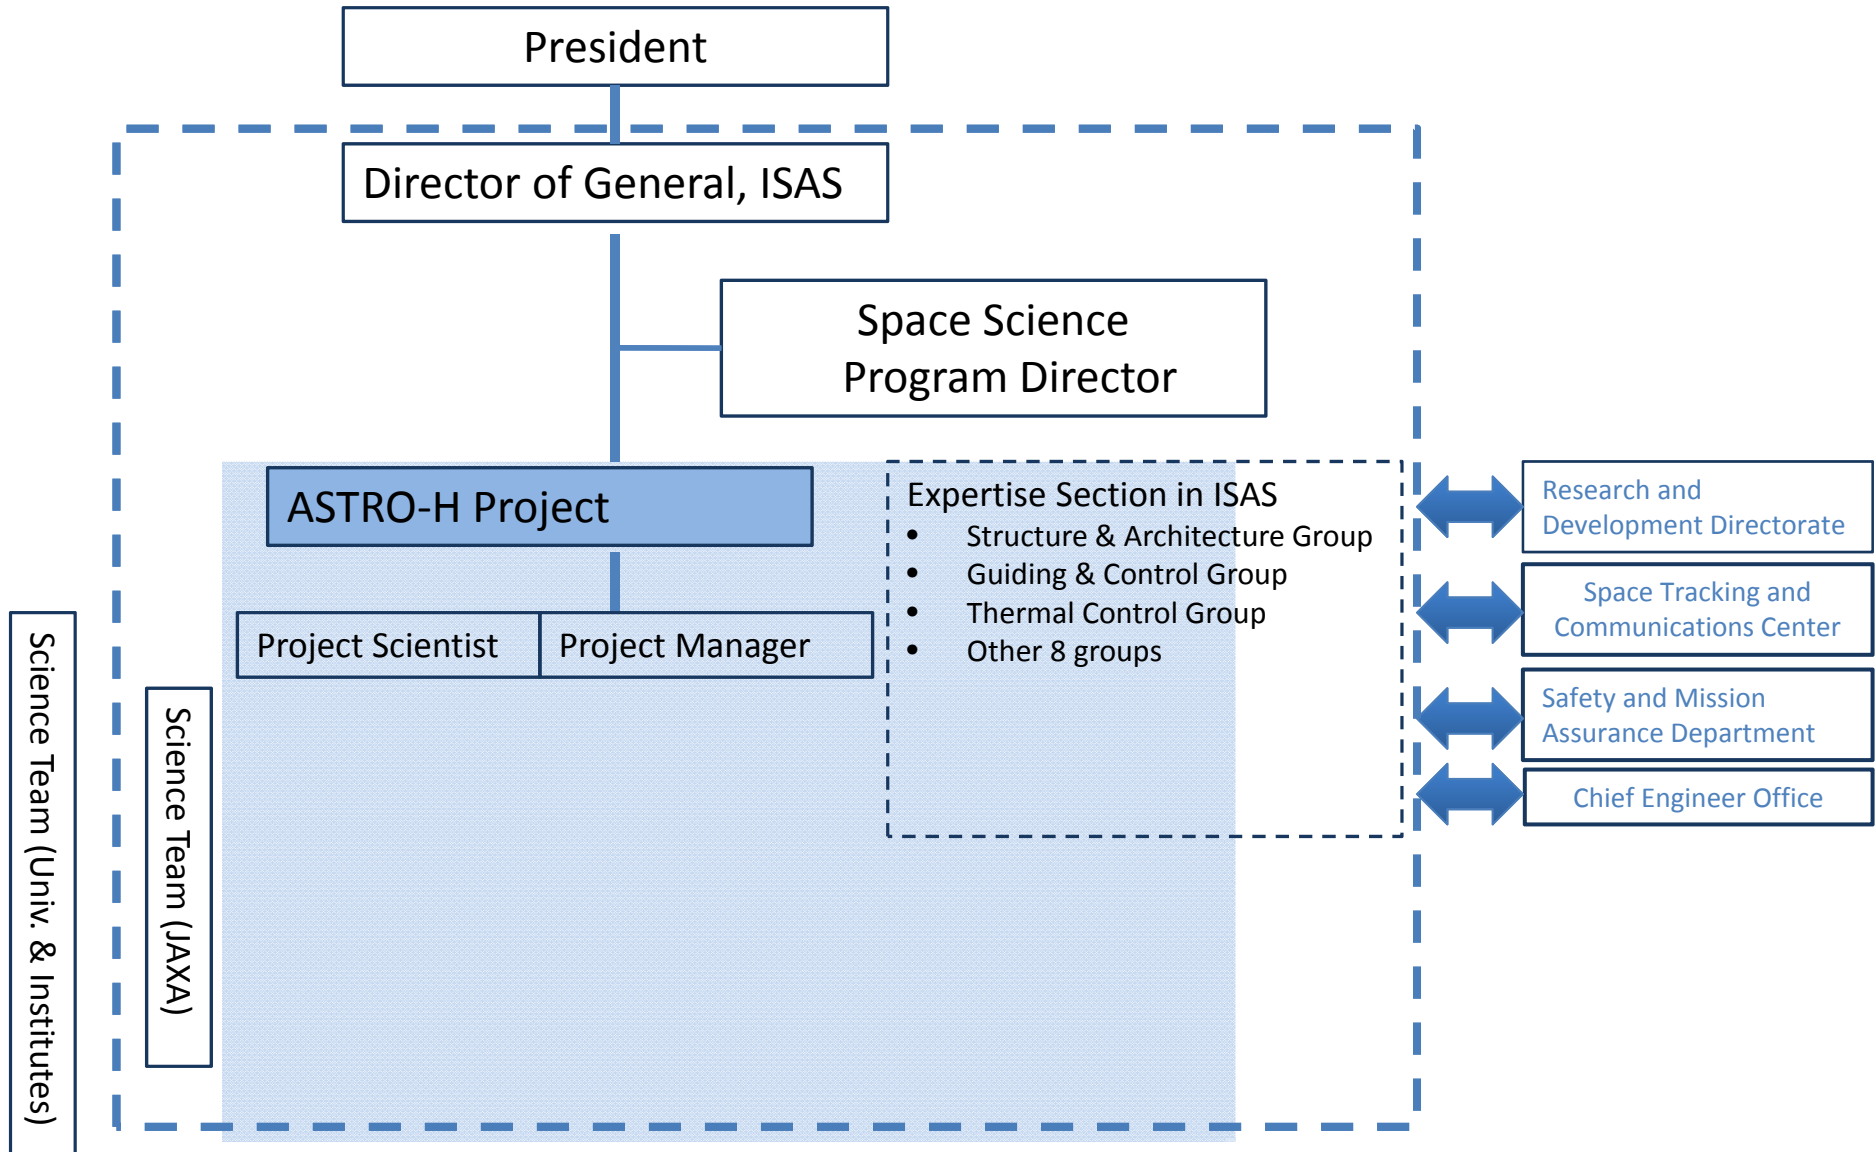 President
Director of General, ISAS
Space Science
Program Director
ASTRO-H Project
Project Scientist
Project Manager
Expertise Section in ISAS
• Structure & Architecture Group
• Guiding & Control Group
• Thermal Control Group
• Other 8 groups
Research and
Development Directorate
Space Tracking and
Communications Center
Safety and Mission
Assurance Department
Chief Engineer Office
Science Team (Univ. & Institutes)
Science Team (JAXA)